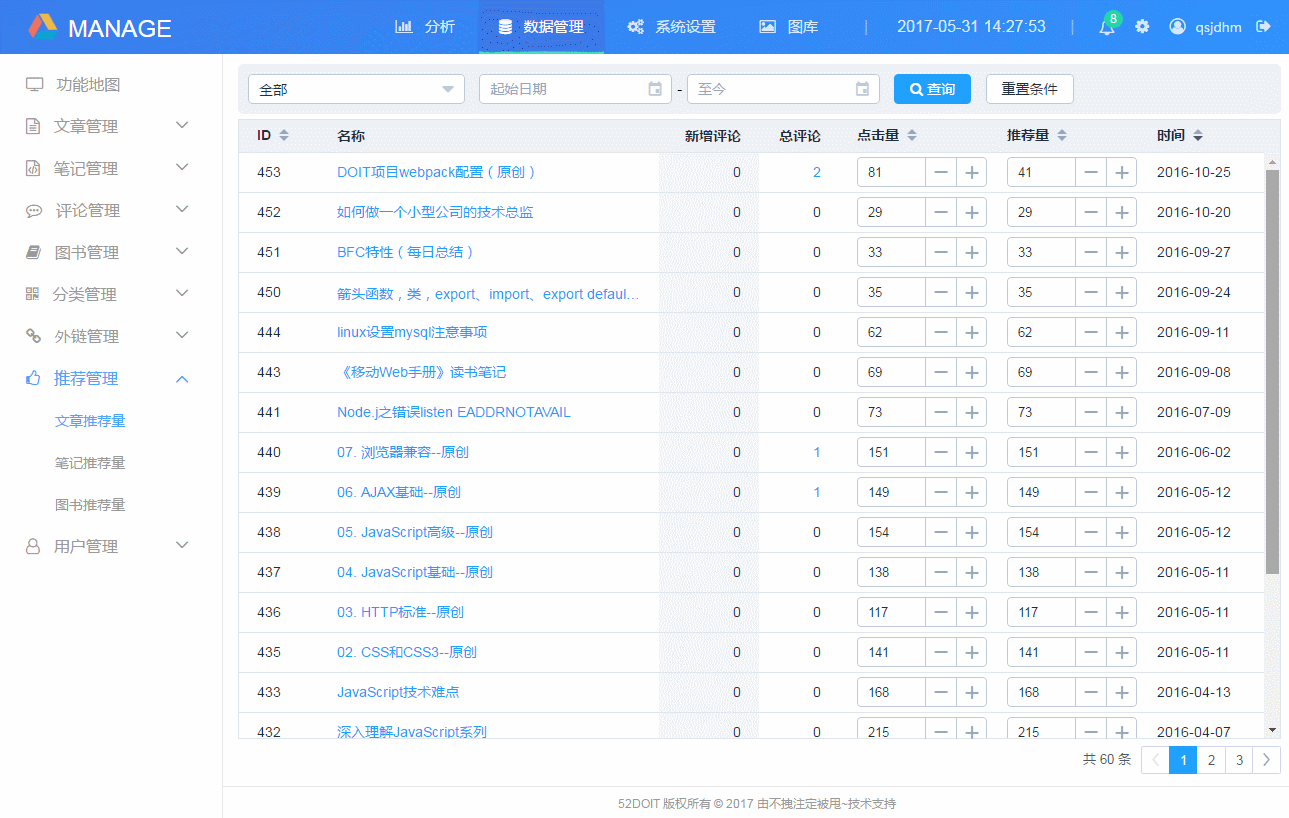 MANAGE 分析 数据管理 系统设置 图库 | 2017-05-31 14:27:53 | 8 qsjdhm
功能地图
文章管理
笔记管理
评论管理
图书管理
分类管理
外链管理
推荐管理
文章推荐量
笔记推荐量
图书推荐量
用户管理
全部 起始日期 - 至今 查询 重置条件
ID 名称 新增评论 总评论 点击量 推荐量 时间
453 DOIT项目webpack配置（原创） 0 2 81 41 2016-10-25
452 如何做一个小型公司的技术总监 0 0 29 29 2016-10-20
451 BFC特性（每日总结） 0 0 33 33 2016-09-27
450 箭头函数，类，export、import、export defaul... 0 0 35 35 2016-09-24
444 linux设置mysql注意事项 0 0 62 62 2016-09-11
443 《移动Web手册》读书笔记 0 0 69 69 2016-09-08
441 Node.j之错误listen EADDRNOTAVAIL 0 0 73 73 2016-07-09
440 07. 浏览器兼容--原创 0 1 151 151 2016-06-02
439 06. AJAX基础--原创 0 1 149 149 2016-05-12
438 05. JavaScript高级--原创 0 0 154 154 2016-05-12
437 04. JavaScript基础--原创 0 0 138 138 2016-05-11
436 03. HTTP标准--原创 0 0 117 117 2016-05-11
435 02. CSS和CSS3--原创 0 0 141 141 2016-05-11
433 JavaScript技术难点 0 0 168 168 2016-04-13
432 深入理解JavaScript系列 0 0 215 215 2016-04-07
共 60 条 1 2 3
52DOIT 版权所有 © 2017 由不拽注定被甩~技术支持